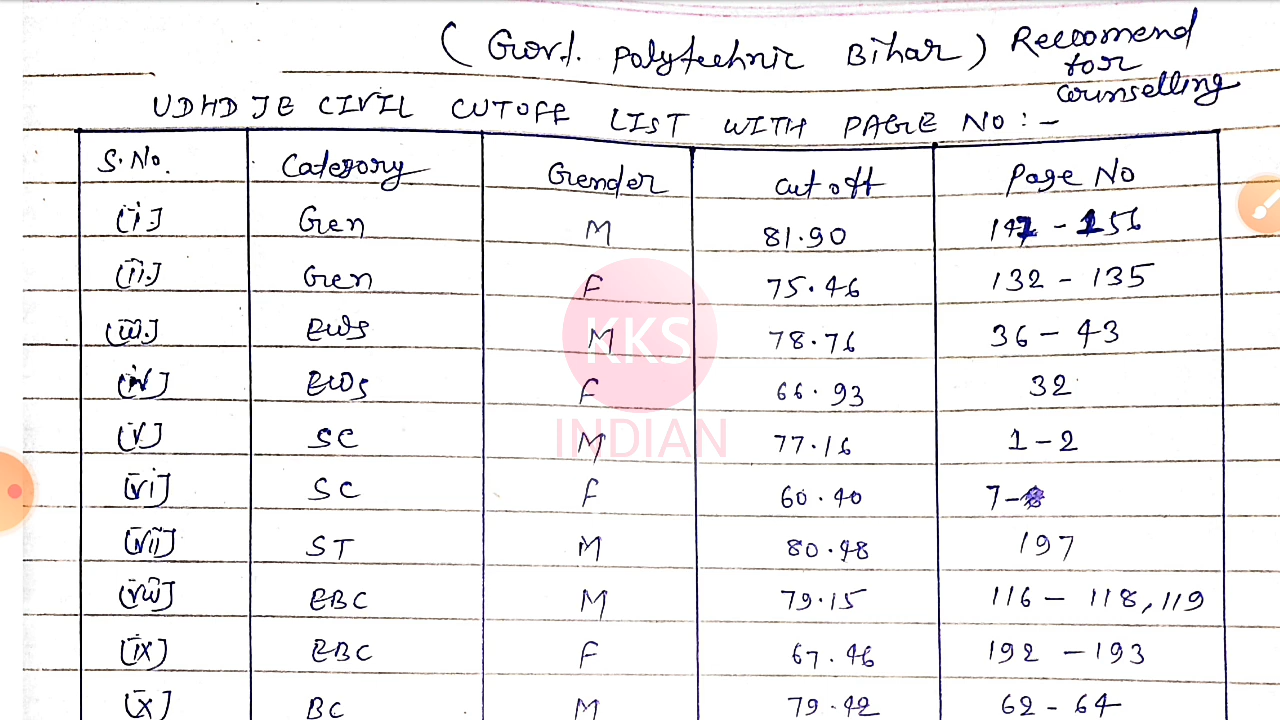 (Govt. Polytechnic Bihar) Reccomend for counselling
UDHD JE CIVIL CUTOFF LIST WITH PAGE NO :-
S.No. Category Gender Cut off Page No
(i.) Gen M 81.90 147 - 156
(ii.) Gen F 75.46 132 - 135
(iii.) EWS M 78.76 36 - 43
(iv) EWS F 66.93 32
(v.) SC M 77.16 1-2
(vi) SC F 60.40 7-
(vii) ST M 80.48 197
(viii) EBC M 79.15 116 - 118, 119
(ix) EBC F 67.46 192 - 193
(x) BC M 79.42 62 - 64
KKS
INDIAN